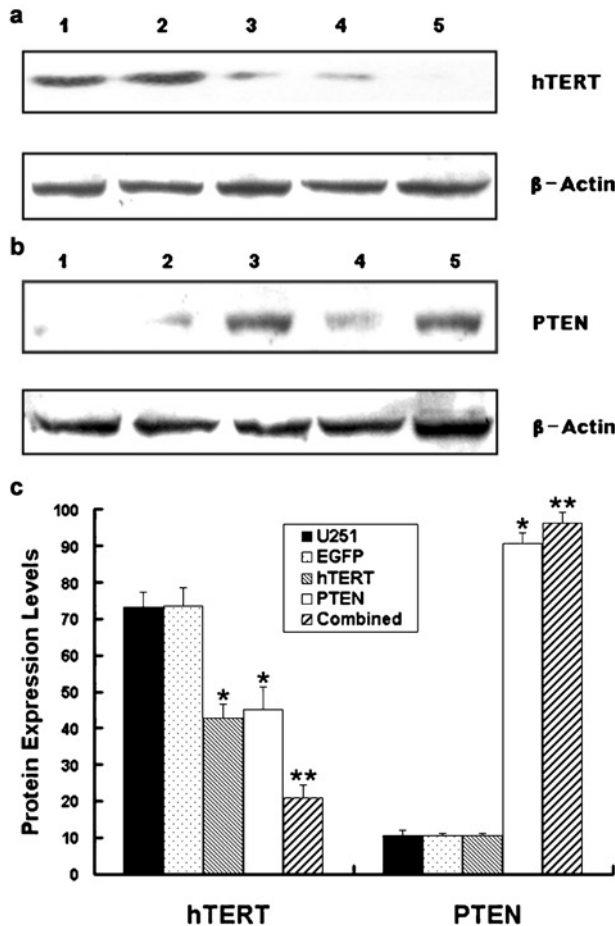 a
1 2 3 4 5
hTERT
β-Actin
b
1 2 3 4 5
PTEN
β-Actin
c
Protein Expression Levels
100
90
80
70
60
50
40
30
20
10
0
U251
EGFP
hTERT
PTEN
Combined
*
*
**
*
**
hTERT PTEN